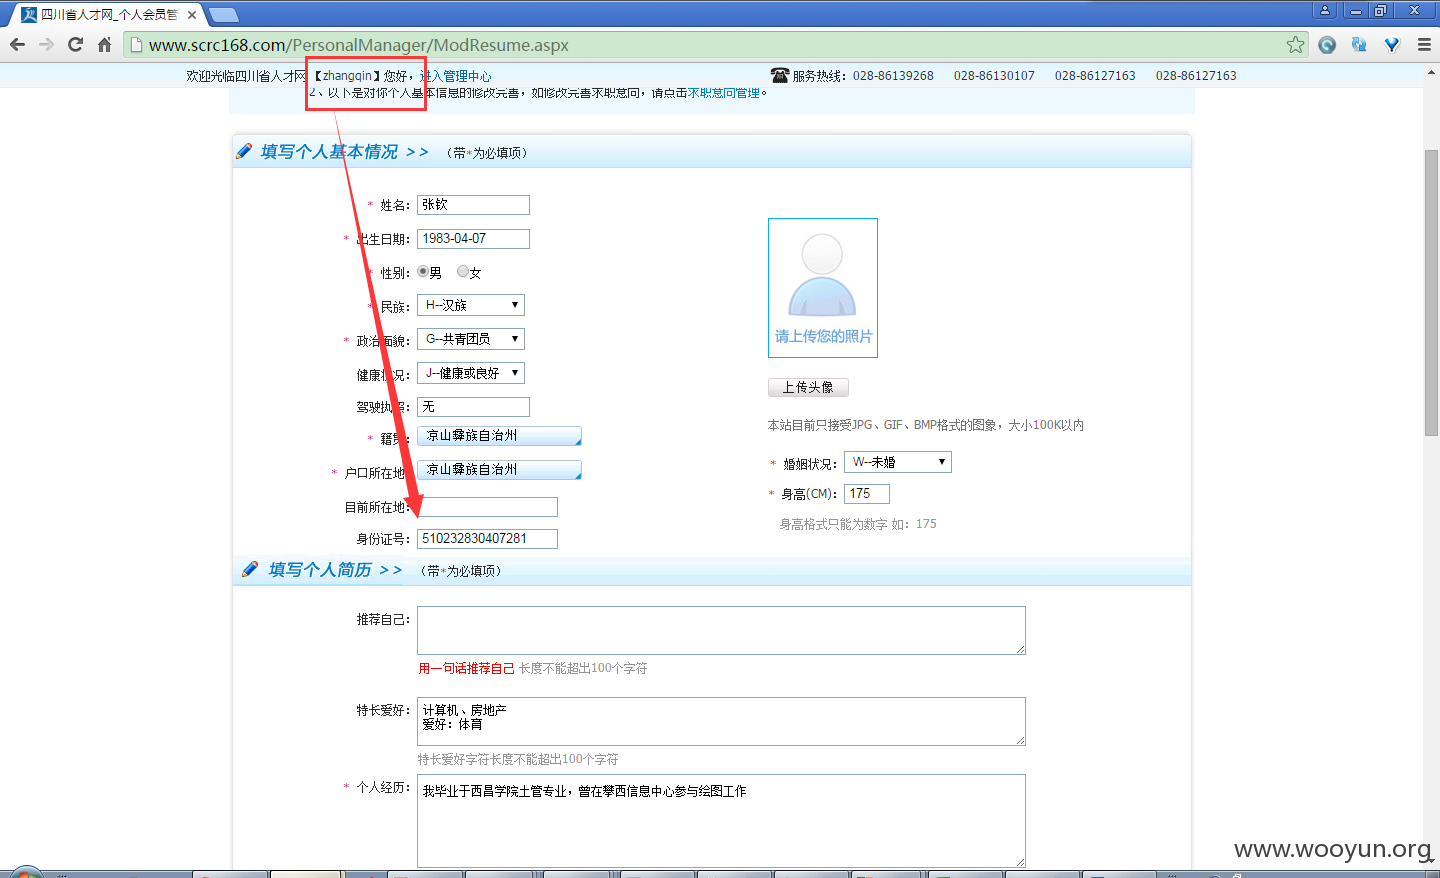 四川省人才网_个人会员管
www.scrc168.com/PersonalManager/ModResume.aspx
欢迎光临四川省人才网【zhangqin】您好，进入管理中心
服务热线：028-86139268 028-86130107 028-86127163 028-86127163
2、以下是对你个人基本信息的修改完善，如修改完善求职意向，请点击求职意向管理。
填写个人基本情况 >> （带*为必填项）
* 姓名： 张钦
* 出生日期： 1983-04-07
* 性别： 男 女
* 民族： H--汉族
* 政治面貌： G--共青团员
健康状况： J--健康或良好
驾驶执照： 无
* 籍贯： 凉山彝族自治州
* 户口所在地： 凉山彝族自治州
目前所在地：
身份证号： 510232830407281
请上传您的照片
上传头像
本站目前只接受JPG、GIF、BMP格式的图象，大小100K以内
* 婚姻状况： W--未婚
* 身高(CM)： 175
身高格式只能为数字 如：175
填写个人简历 >> （带*为必填项）
推荐自己：
用一句话推荐自己 长度不能超出100个字符
特长爱好： 计算机、房地产
爱好：体育
特长爱好字符长度不能超出100个字符
* 个人经历： 我毕业于西昌学院土管专业，曾在攀西信息中心参与绘图工作
www.wooyun.org